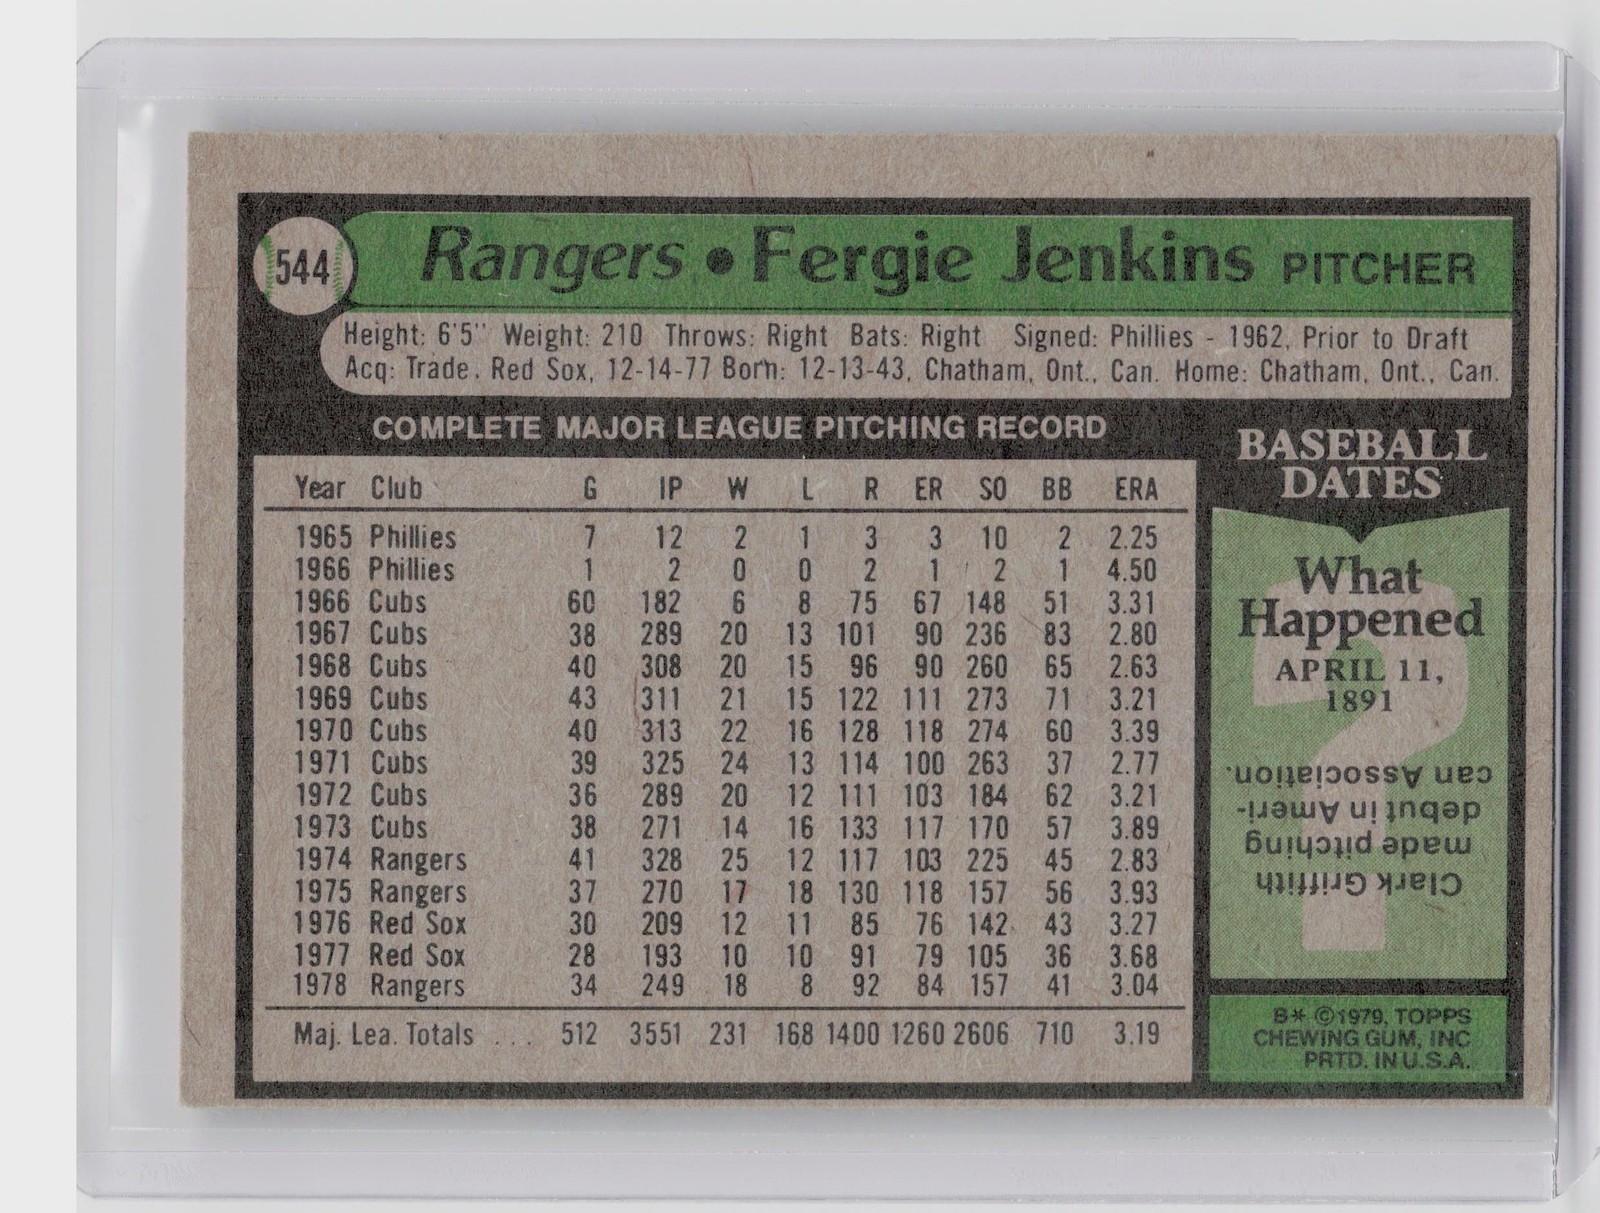 544
Rangers • Fergie Jenkins PITCHER
Height: 6'5" Weight: 210 Throws: Right Bats: Right Signed: Phillies - 1962, Prior to Draft
Acq: Trade, Red Sox, 12-14-77 Born: 12-13-43, Chatham, Ont., Can. Home: Chatham, Ont., Can.
COMPLETE MAJOR LEAGUE PITCHING RECORD
Year Club G IP W L R ER SO BB ERA
1965 Phillies 7 12 2 1 3 3 10 2 2.25
1966 Phillies 1 2 0 0 2 1 2 1 4.50
1966 Cubs 60 182 6 8 75 67 148 51 3.31
1967 Cubs 38 289 20 13 101 90 236 83 2.80
1968 Cubs 40 308 20 15 96 90 260 65 2.63
1969 Cubs 43 311 21 15 122 111 273 71 3.21
1970 Cubs 40 313 22 16 128 118 274 60 3.39
1971 Cubs 39 325 24 13 114 100 263 37 2.77
1972 Cubs 36 289 20 12 111 103 184 62 3.21
1973 Cubs 38 271 14 16 133 117 170 57 3.89
1974 Rangers 41 328 25 12 117 103 225 45 2.83
1975 Rangers 37 270 17 18 130 118 157 56 3.93
1976 Red Sox 30 209 12 11 85 76 142 43 3.27
1977 Red Sox 28 193 10 10 91 79 105 36 3.68
1978 Rangers 34 249 18 8 92 84 157 41 3.04
Maj. Lea. Totals . . . 512 3551 231 168 1400 1260 2606 710 3.19
BASEBALL
DATES
What
Happened
APRIL 11,
1891
Clark Griffith
made pitching
debut in Ameri-
can Association.
B* ©1979, TOPPS
CHEWING GUM, INC
PRTD. IN U.S.A.